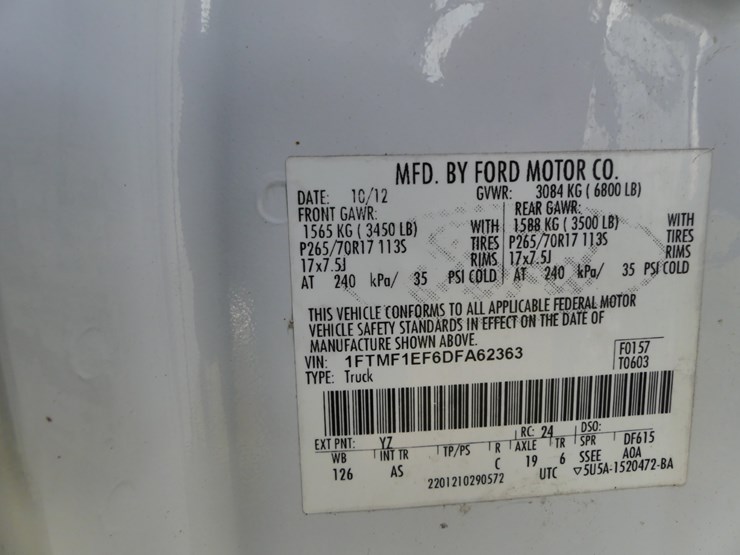 MFD. BY FORD MOTOR CO.
DATE: 10/12 GVWR: 3084 KG ( 6800 LB)
FRONT GAWR: REAR GAWR:
1565 KG ( 3450 LB) WITH 1588 KG ( 3500 LB) WITH
P265/70R17 113S TIRES P265/70R17 113S TIRES
17x7.5J RIMS 17x7.5J RIMS
AT 240 kPa/ 35 PSI COLD AT 240 kPa/ 35 PSI COLD
THIS VEHICLE CONFORMS TO ALL APPLICABLE FEDERAL MOTOR
VEHICLE SAFETY STANDARDS IN EFFECT ON THE DATE OF
MANUFACTURE SHOWN ABOVE.
VIN: 1FTMF1EF6DFA62363 F0157
TYPE: Truck T0603
EXT PNT: YZ RC: 24 DSO:
WB INT TR TP/PS R AXLE TR SPR DF615
126 AS C 19 6 SSEE A0A
2201210290572 UTC ▽5U5A-1520472-BA